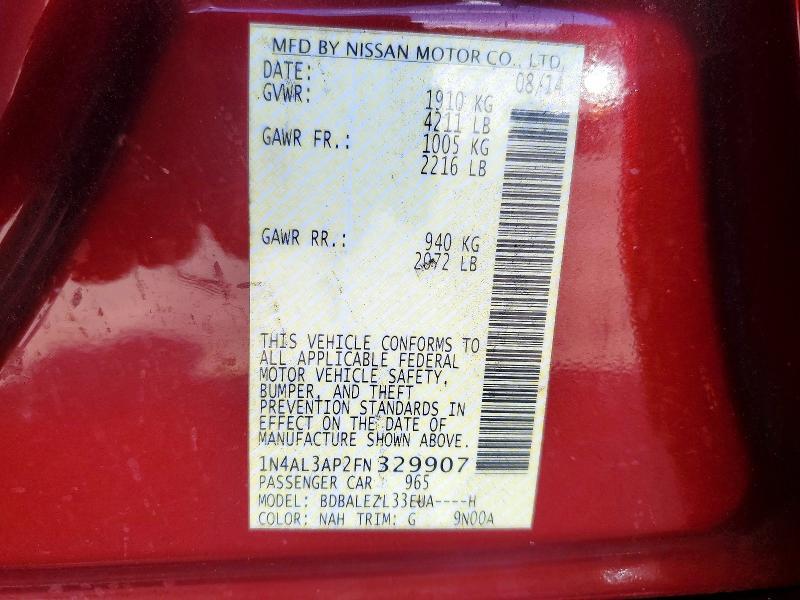 MFD BY NISSAN MOTOR CO., LTD.
DATE: 08/14
GVWR: 1910 KG
4211 LB
GAWR FR.: 1005 KG
2216 LB
GAWR RR.: 940 KG
2072 LB
THIS VEHICLE CONFORMS TO
ALL APPLICABLE FEDERAL
MOTOR VEHICLE SAFETY,
BUMPER, AND THEFT
PREVENTION STANDARDS IN
EFFECT ON THE DATE OF
MANUFACTURE SHOWN ABOVE.
1N4AL3AP2FN329907
PASSENGER CAR 965
MODEL: BDBALEZL33EUA----H
COLOR: NAH TRIM: G 9N00A